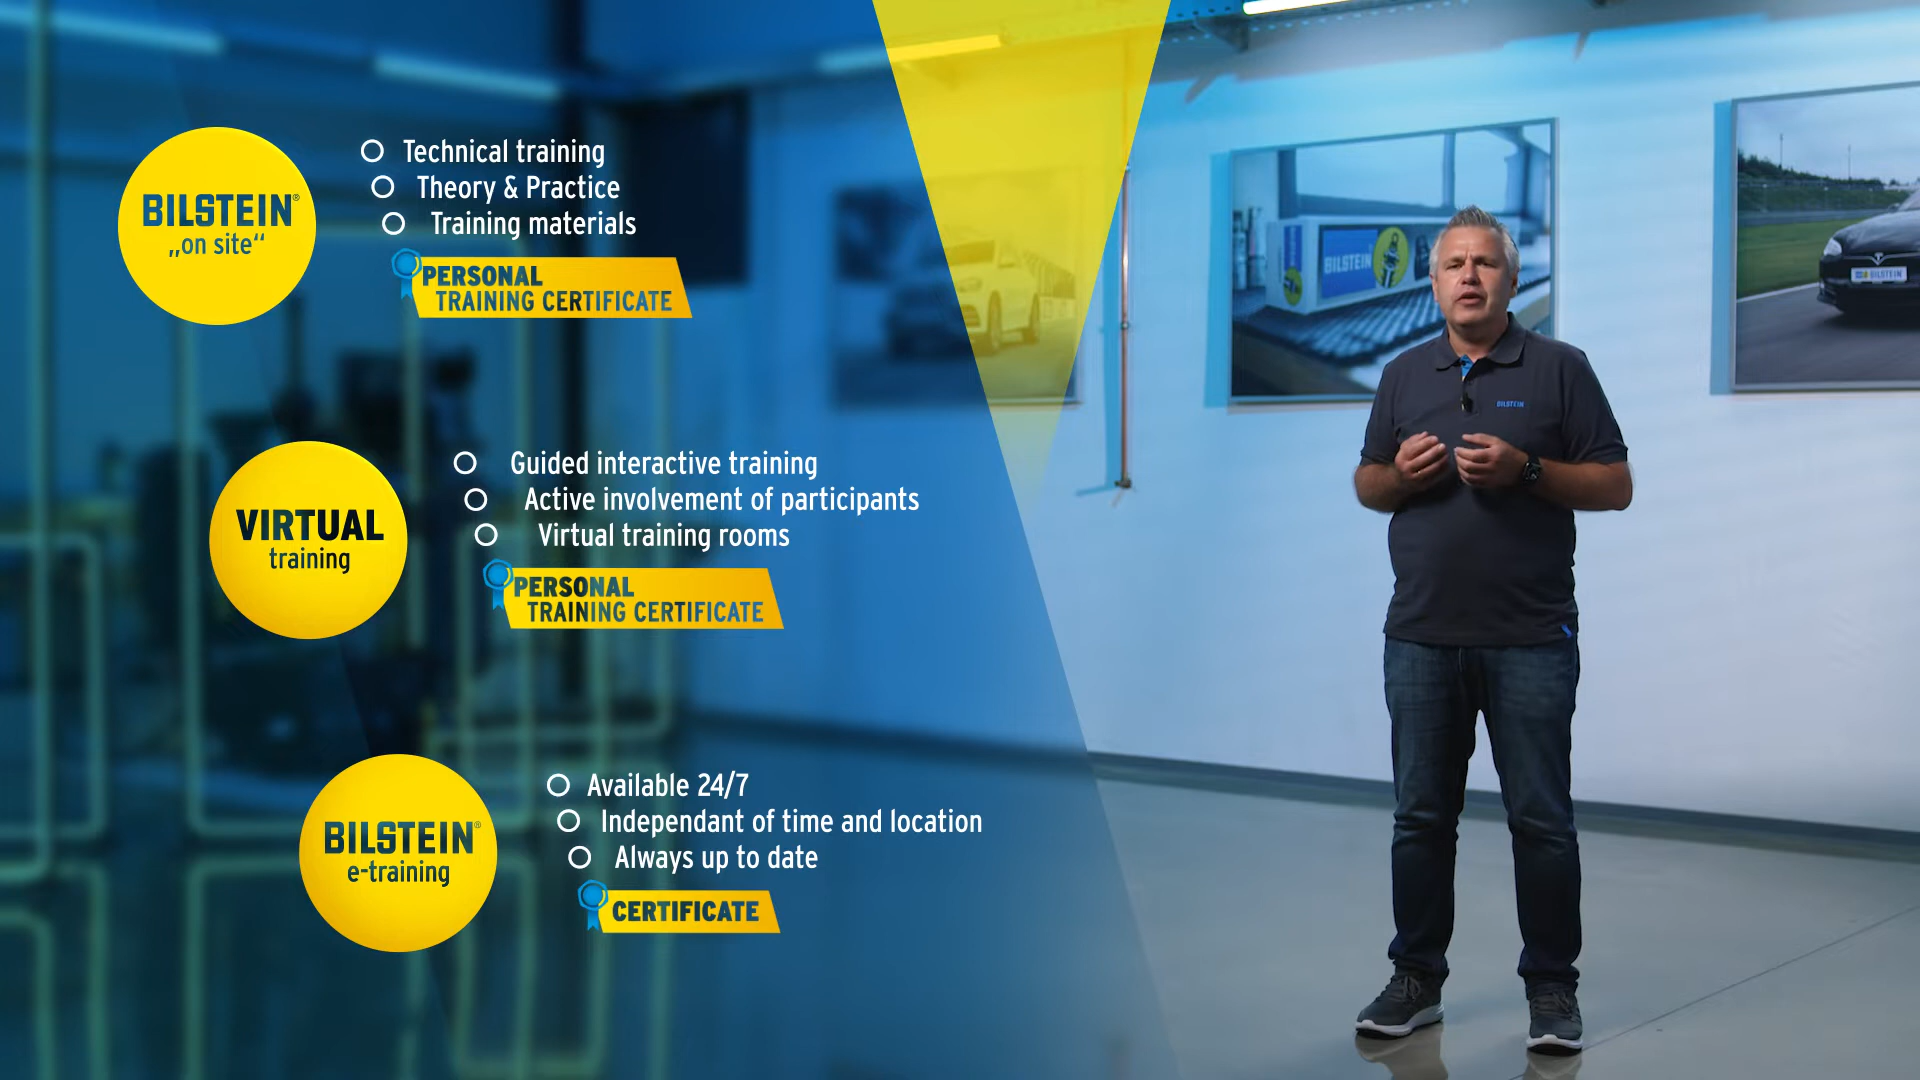 BILSTEIN®
„on site“
Technical training
Theory & Practice
Training materials
PERSONAL
TRAINING CERTIFICATE
VIRTUAL
training
Guided interactive training
Active involvement of participants
Virtual training rooms
PERSONAL
TRAINING CERTIFICATE
BILSTEIN®
e-training
Available 24/7
Independant of time and location
Always up to date
CERTIFICATE
BILSTEIN
BILSTEIN
BILSTEIN